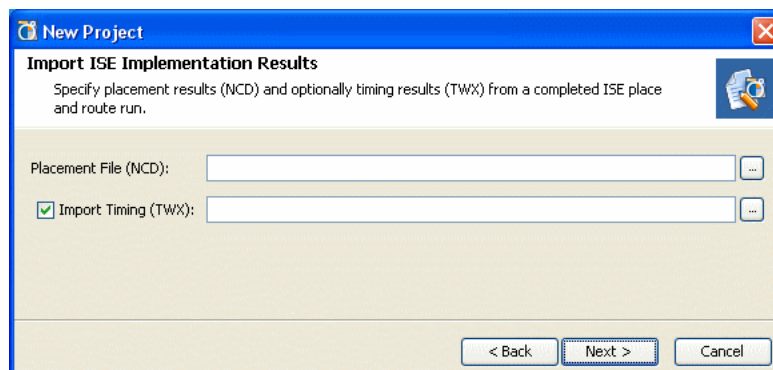 New Project
Import ISE Implementation Results
Specify placement results (NCD) and optionally timing results (TWX) from a completed ISE place
and route run.
Placement File (NCD):
...
Import Timing (TWX):
...
< Back
Next >
Cancel